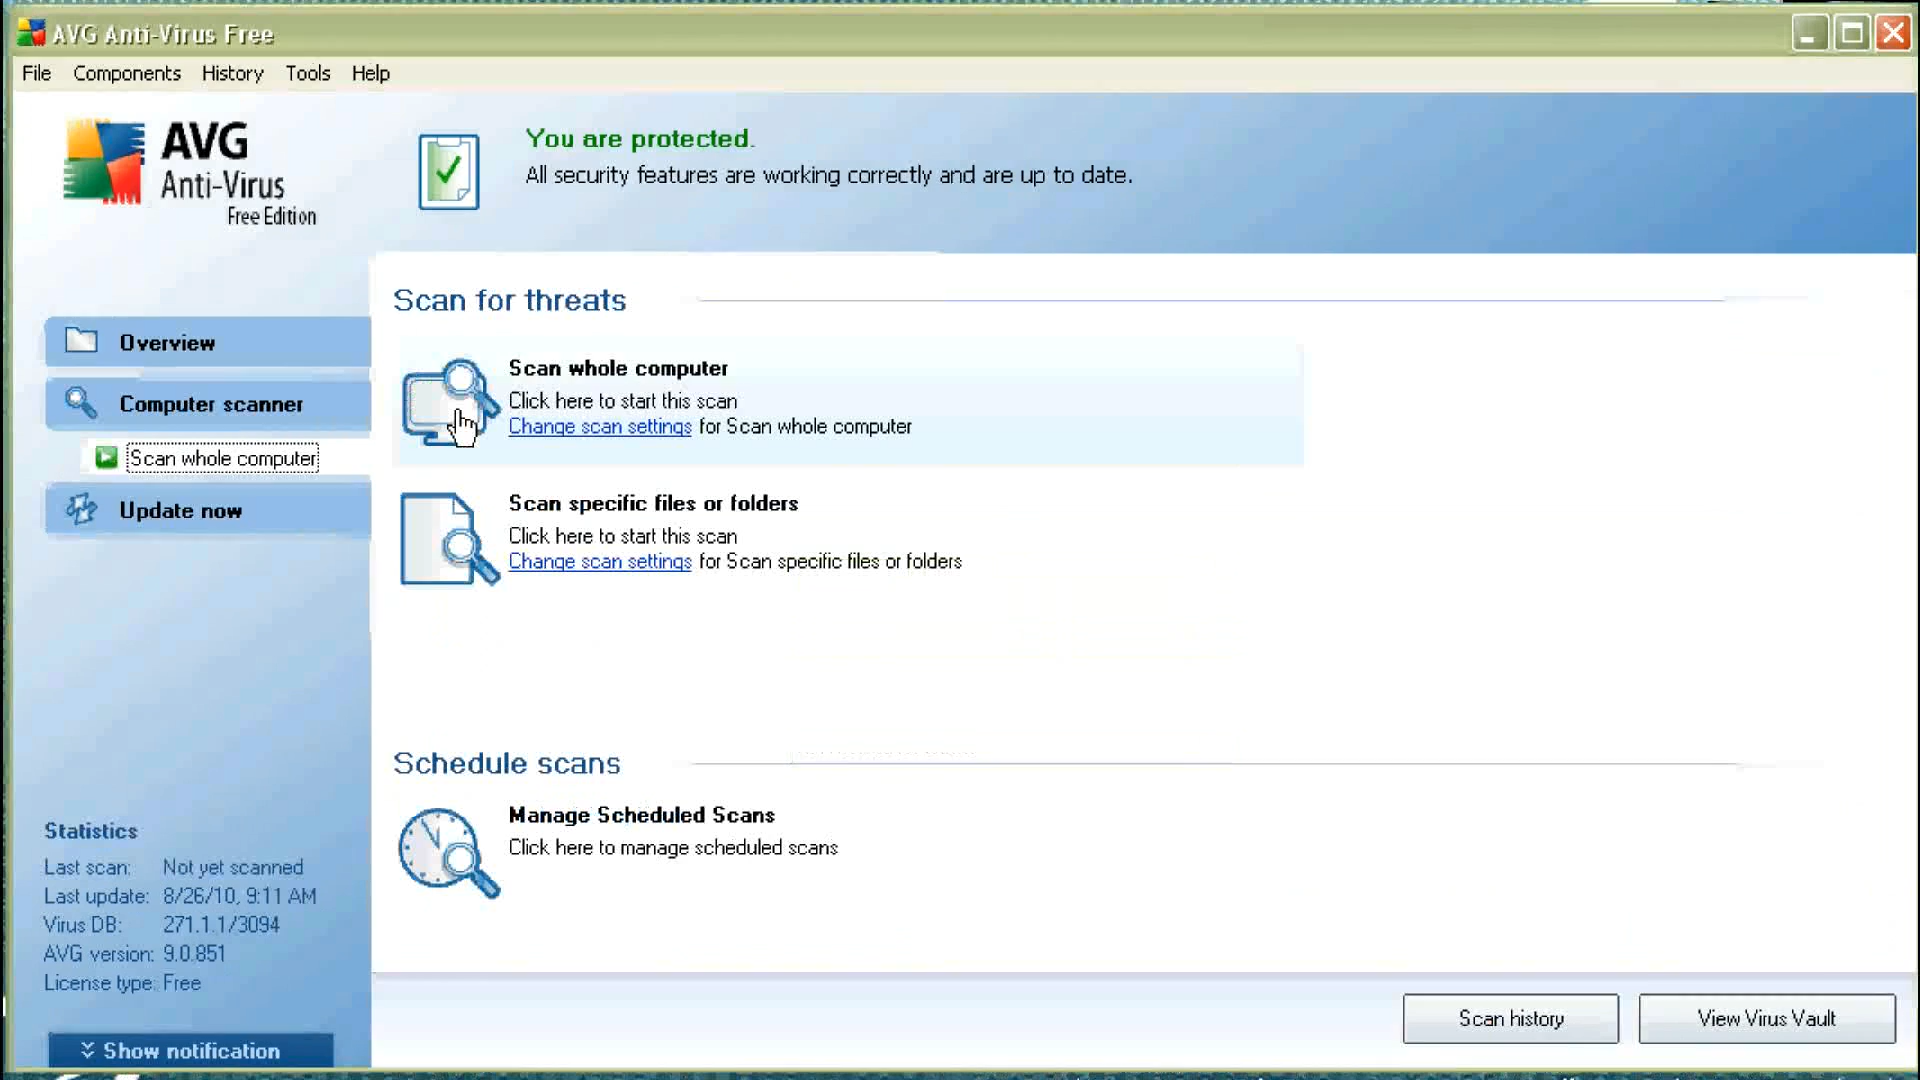 AVG Anti-Virus Free
File Components History Tools Help
AVG
Anti-Virus
Free Edition
You are protected.
All security features are working correctly and are up to date.
Overview
Computer scanner
Scan whole computer
Update now
Scan for threats
Scan whole computer
Click here to start this scan
Change scan settings for Scan whole computer
Scan specific files or folders
Click here to start this scan
Change scan settings for Scan specific files or folders
Schedule scans
Manage Scheduled Scans
Click here to manage scheduled scans
Statistics
Last scan: Not yet scanned
Last update: 8/26/10, 9:11 AM
Virus DB: 271.1.1/3094
AVG version: 9.0.851
License type: Free
Show notification
Scan history
View Virus Vault